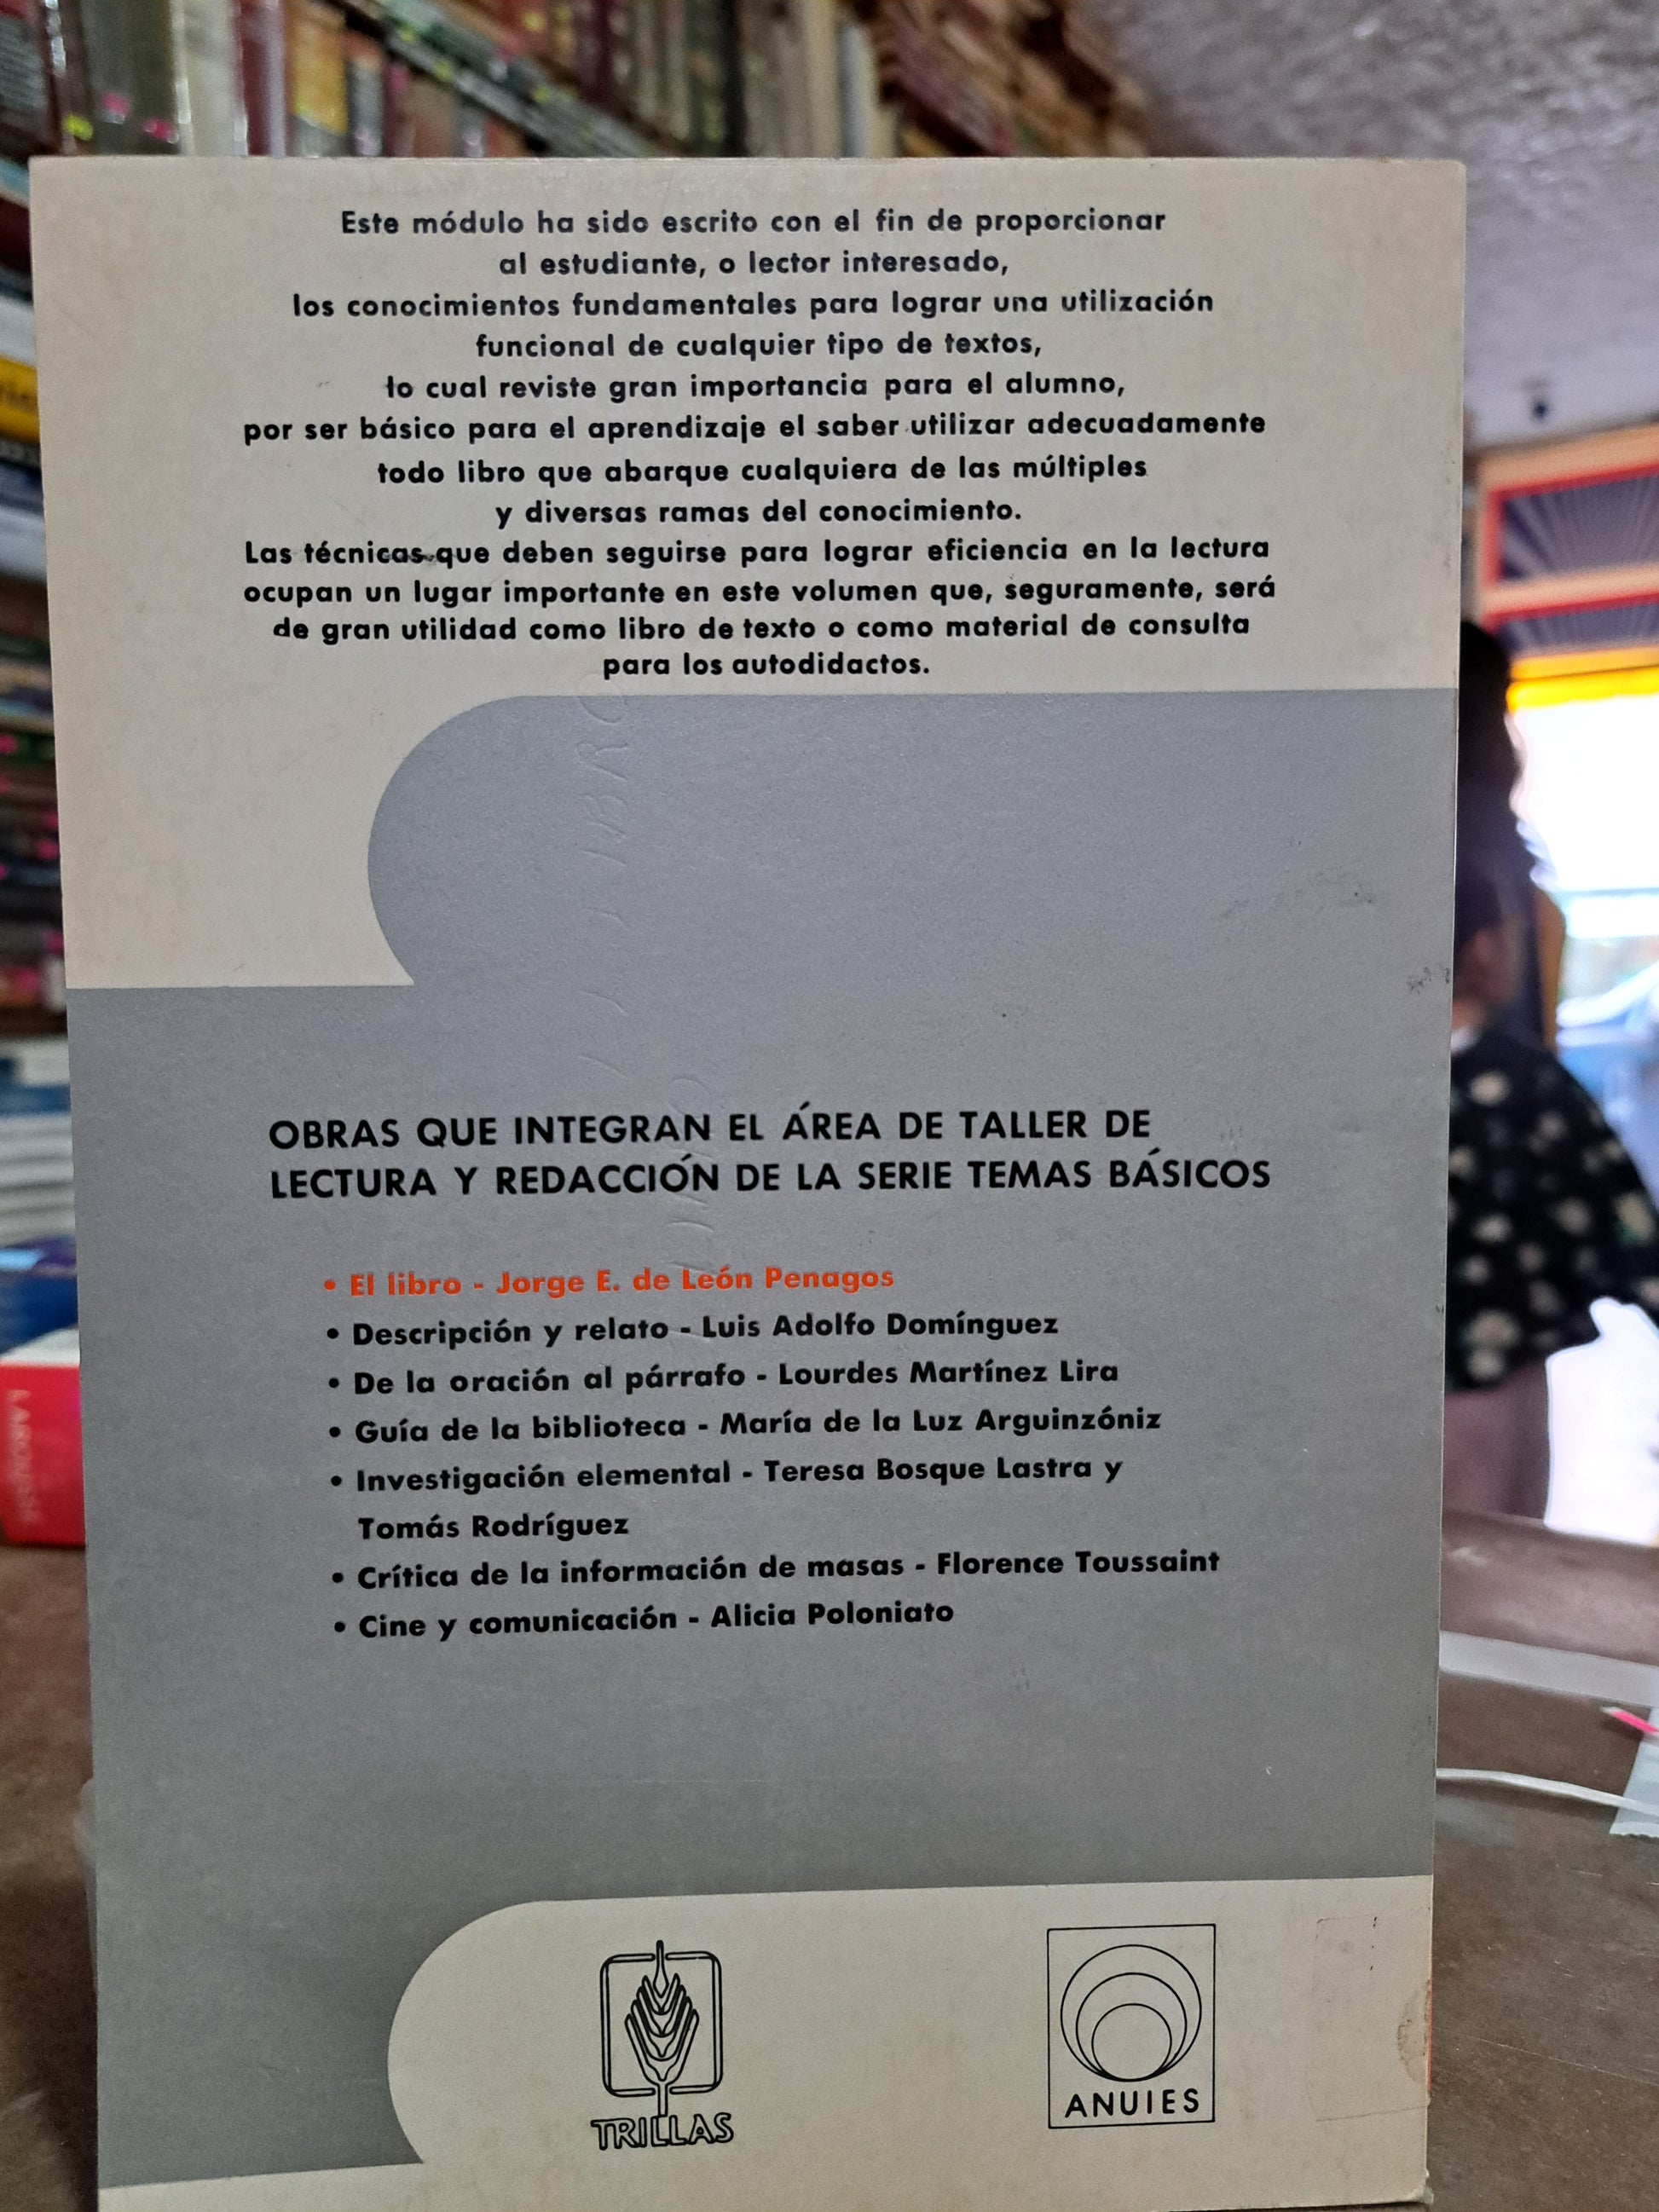 Este módulo ha sido escrito con el fin de proporcionar
al estudiante, o lector interesado,
los conocimientos fundamentales para lograr una utilización
funcional de cualquier tipo de textos,
lo cual reviste gran importancia para el alumno,
por ser básico para el aprendizaje el saber utilizar adecuadamente
todo libro que abarque cualquiera de las múltiples
y diversas ramas del conocimiento.
Las técnicas que deben seguirse para lograr eficiencia en la lectura
ocupan un lugar importante en este volumen que, seguramente, será
de gran utilidad como libro de texto o como material de consulta
para los autodidactos.
OBRAS QUE INTEGRAN EL ÁREA DE TALLER DE
LECTURA Y REDACCIÓN DE LA SERIE TEMAS BÁSICOS
• El libro - Jorge E. de León Penagos
• Descripción y relato - Luis Adolfo Domínguez
• De la oración al párrafo - Lourdes Martínez Lira
• Guía de la biblioteca - María de la Luz Arguinzóniz
• Investigación elemental - Teresa Bosque Lastra y
Tomás Rodríguez
• Crítica de la información de masas - Florence Toussaint
• Cine y comunicación - Alicia Poloniato
TRILLAS
ANUIES
LAROUSSE